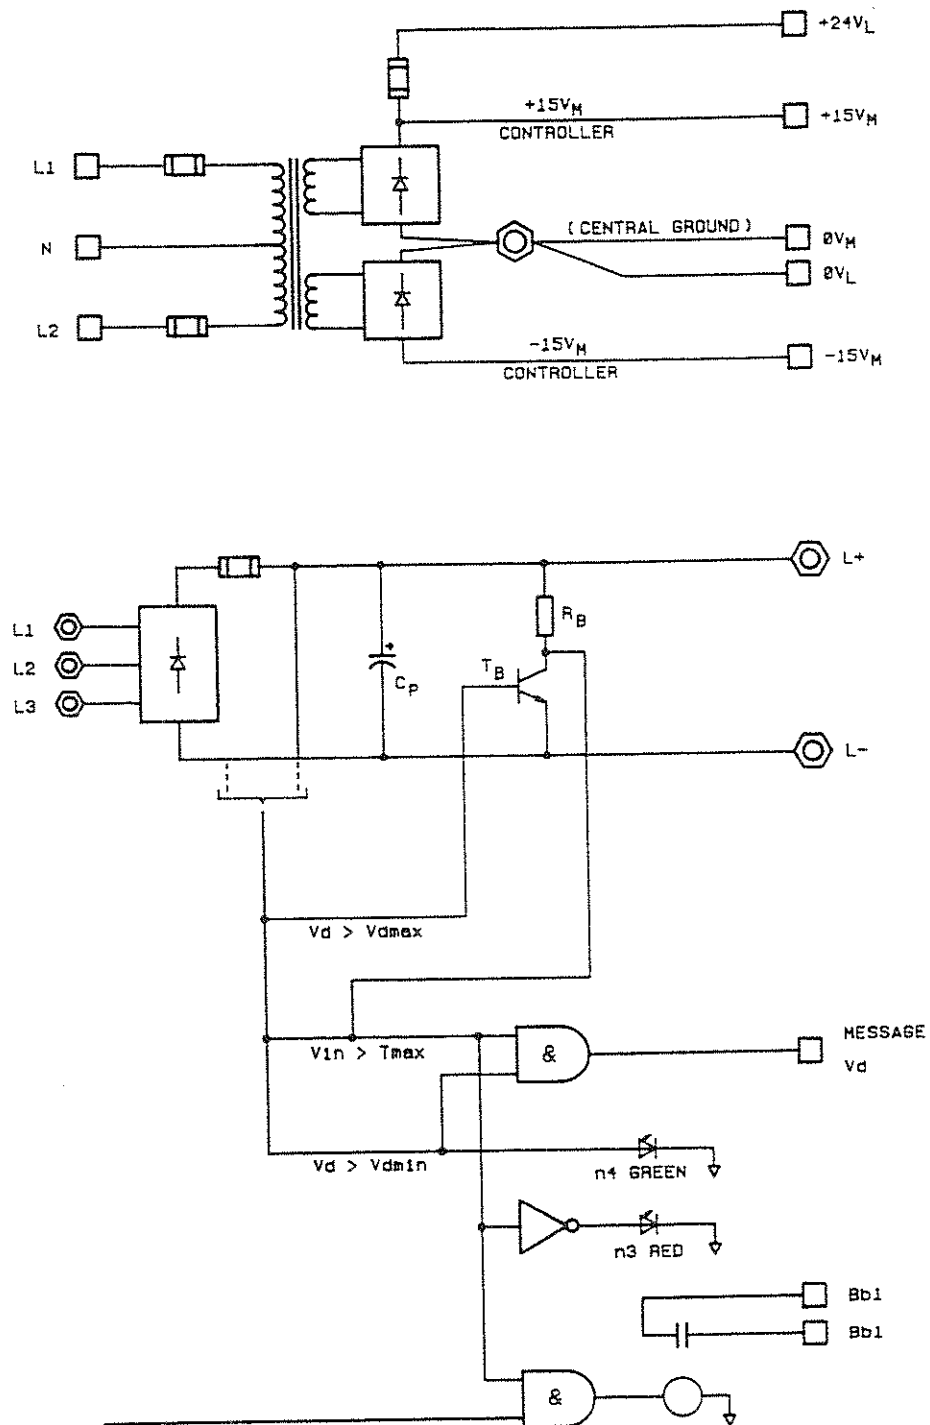 +24VL
+15VM
CONTROLLER
+15VM
L1
N
(CENTRAL GROUND)
0VM
0VL
L2
-15VM
CONTROLLER
-15VM
L+
L1
L2
L3
+
CP
TB
RB
L-
Vd > Vdmax
Vin > Tmax
&
MESSAGE
Vd
Vd > Vdmin
n4 GREEN
n3 RED
Bb1
Bb1
&